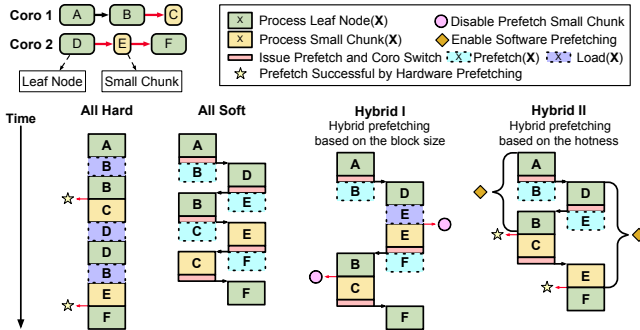 Coro 1 A B C
Coro 2 D E F
Leaf Node Small Chunk
X Process Leaf Node(X) Disable Prefetch Small Chunk
X Process Small Chunk(X) Enable Software Prefetching
Issue Prefetch and Coro Switch X Prefetch(X) X Load(X)
Prefetch Successful by Hardware Prefetching
Time
All Hard
A
B
B
C
D
D
B
E
F
All Soft
A
B D
B E
E
C F
F
Hybrid I
Hybrid prefetching
based on the block size
A
B D
E
E
B F
C
F
Hybrid II
Hybrid prefetching
based on the hotness
A
B D
B E
C
E
F